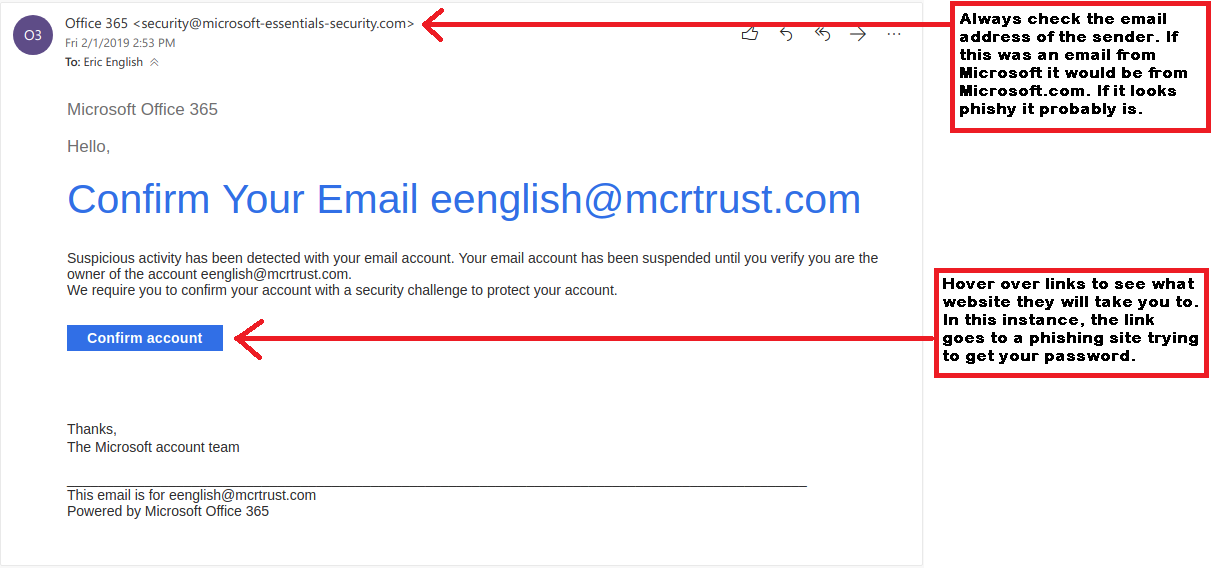 O3
Office 365 <security@microsoft-essentials-security.com>
Fri 2/1/2019 2:53 PM
To: Eric English
Microsoft Office 365
Hello,
Confirm Your Email eenglish@mcrtrust.com
Suspicious activity has been detected with your email account. Your email account has been suspended until you verify you are the
owner of the account eenglish@mcrtrust.com.
We require you to confirm your account with a security challenge to protect your account.
Confirm account
Thanks,
The Microsoft account team
This email is for eenglish@mcrtrust.com
Powered by Microsoft Office 365
Always check the email
address of the sender. If
this was an email from
Microsoft it would be from
Microsoft.com. If it looks
phishy it probably is.
Hover over links to see what
website they will take you to.
In this instance, the link
goes to a phishing site trying
to get your password.